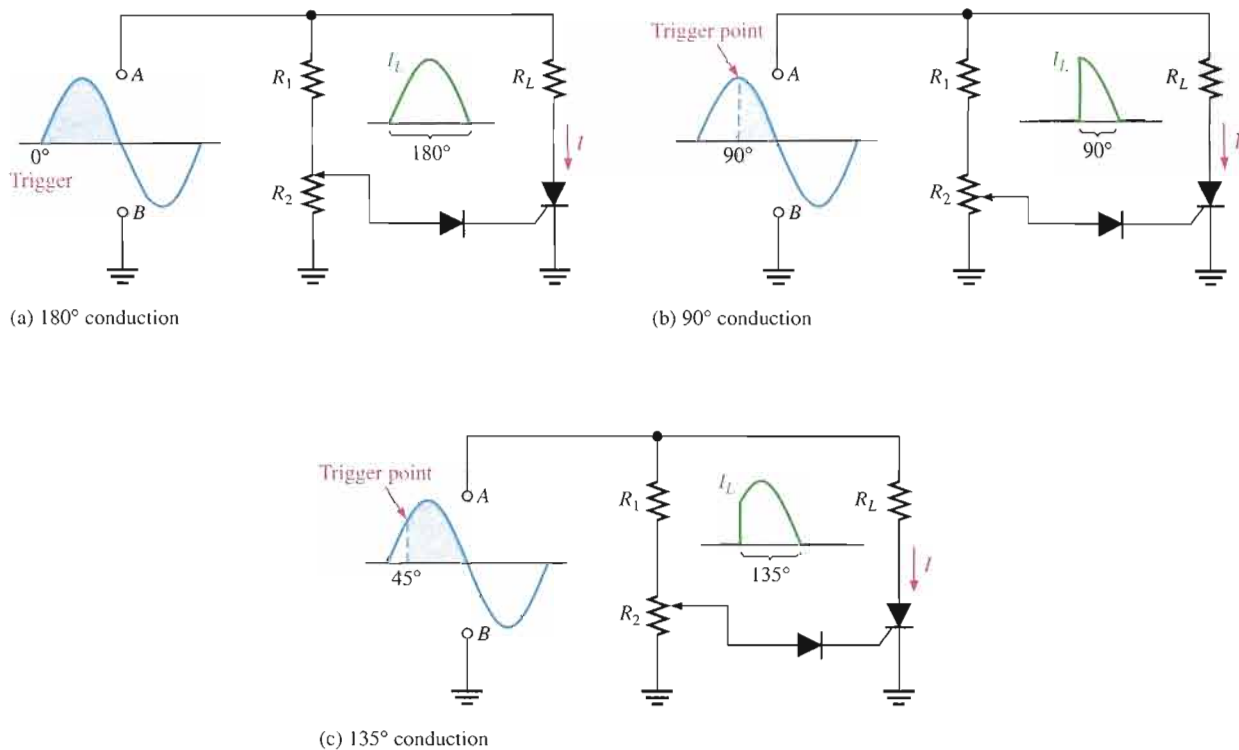 A
R1
IL
180°
RL
I
0°
Trigger
B
R2
(a) 180° conduction
Trigger point
A
R1
IL
90°
RL
I
90°
B
R2
(b) 90° conduction
Trigger point
A
R1
IL
135°
RL
I
45°
B
R2
(c) 135° conduction